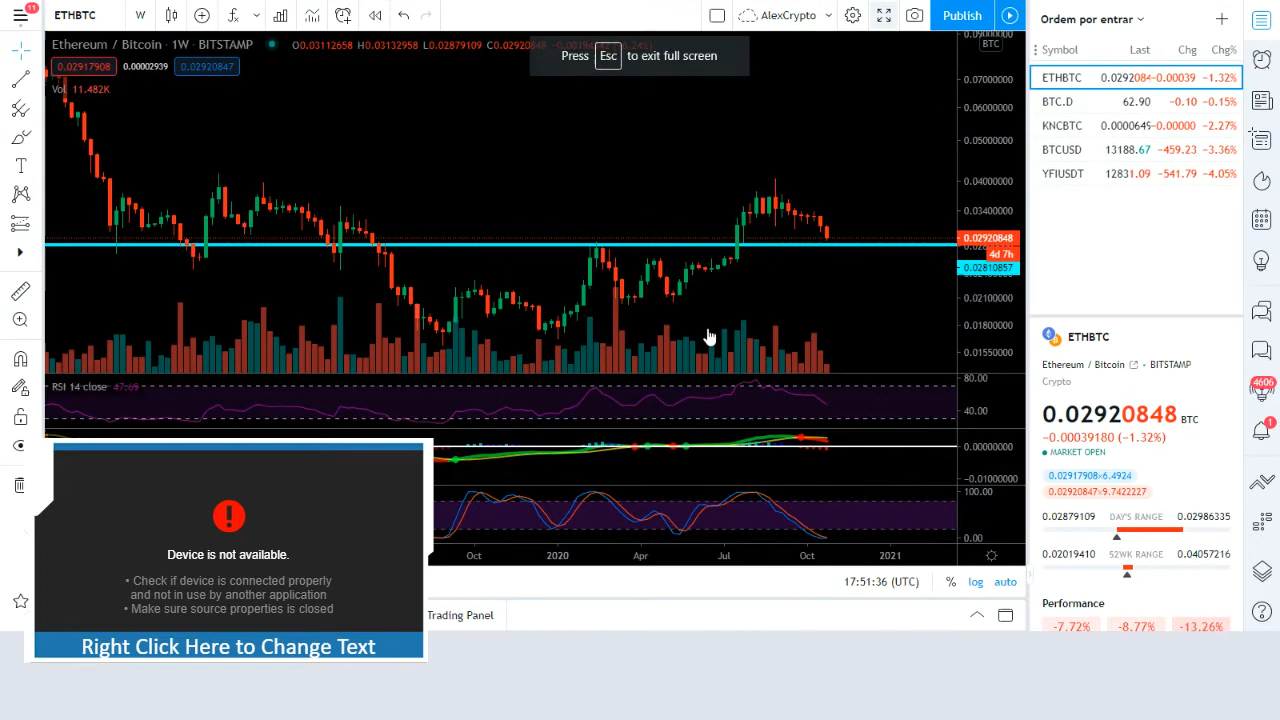 11
ETHBTC
W
AlexCrypto
Publish
Ordem por entrar
Ethereum / Bitcoin · 1W · BITSTAMP
O0.03112658 H0.03132958 L0.02879109
0.02917908
0.00002939
0.02920847
Vol 11.482K
Press Esc to exit full screen
BTC
0.07000000
0.06000000
0.05000000
0.04000000
0.03400000
0.02920848
4d 7h
0.02810857
0.02100000
0.01800000
0.01550000
RSI 14 close 47.69
80.00
40.00
0.00000000
-0.01000000
100.00
0.00
Oct
2020
Apr
Jul
Oct
2021
17:51:36 (UTC)
%
log
auto
Trading Panel
Symbol Last Chg Chg%
ETHBTC 0.0292084 -0.00039 −1.32%
BTC.D 62.90 −0.10 −0.15%
KNCBTC 0.0000645 -0.00000 −2.27%
BTCUSD 13188.67 −459.23 −3.36%
YFIUSDT 12831.09 −541.79 −4.05%
ETHBTC
Ethereum / Bitcoin • BITSTAMP
Crypto
0.02920848 BTC
−0.00039180 (−1.32%)
MARKET OPEN
0.02917908×6.4924
0.02920847×9.7422227
0.02879109 DAY'S RANGE 0.02986335
0.02019410 52WK RANGE 0.04057216
Performance
-7.72% -8.77% -13.26%
4606
1
Device is not available.
• Check if device is connected properly
and not in use by another application
• Make sure source properties is closed
Right Click Here to Change Text